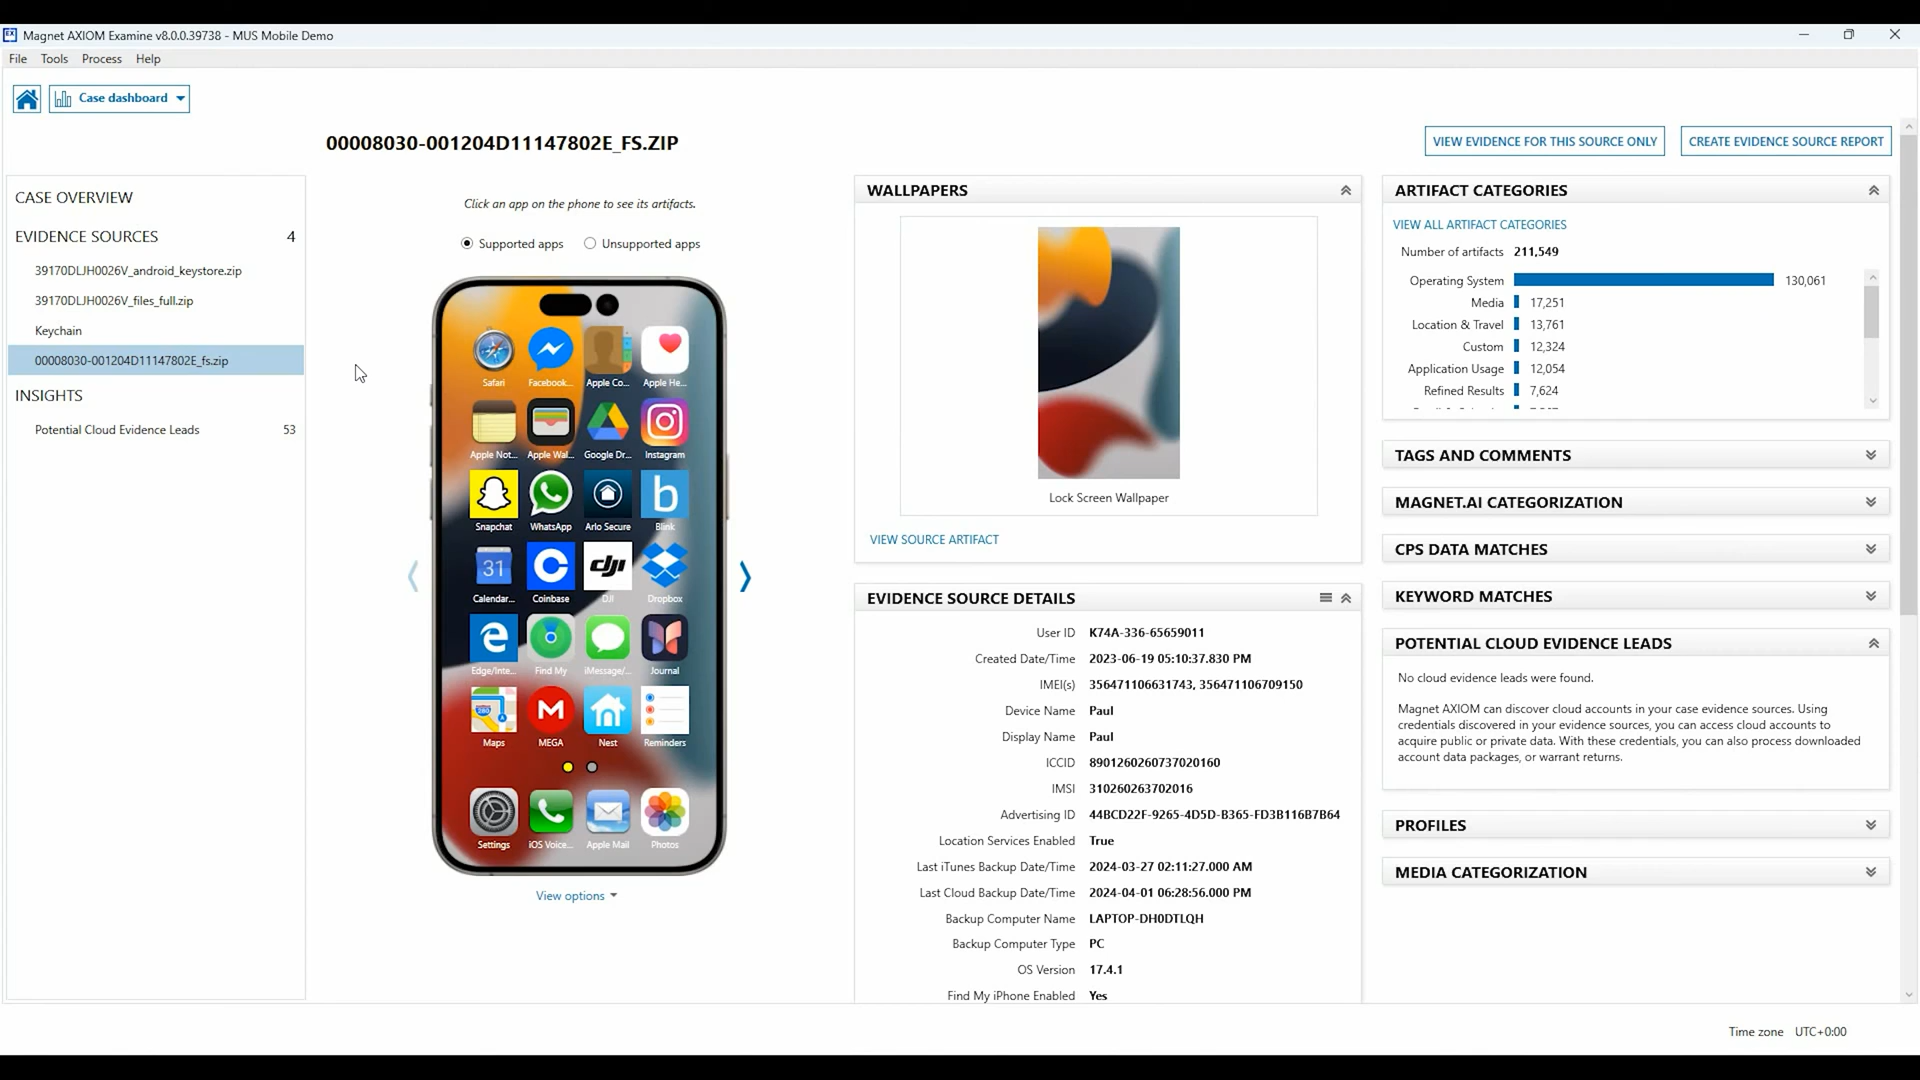 Magnet AXIOM Examine v8.0.0.39738 - MUS Mobile Demo
File Tools Process Help
Case dashboard
00008030-001204D11147802E_FS.ZIP
VIEW EVIDENCE FOR THIS SOURCE ONLY
CREATE EVIDENCE SOURCE REPORT
CASE OVERVIEW
EVIDENCE SOURCES 4
39170DLJH0026V_android_keystore.zip
39170DLJH0026V_files_full.zip
Keychain
00008030-001204D11147802E_fs.zip
INSIGHTS
Potential Cloud Evidence Leads 53
Click an app on the phone to see its artifacts.
Supported apps Unsupported apps
Safari Facebook... Apple Co... Apple He...
Apple Not... Apple Wal... Google Dr... Instagram
Snapchat WhatsApp Arlo Secure Blink
31
dji
Calendar... Coinbase DJI Dropbox
Edge/Inte... Find My iMessage/... Journal
280
Maps MEGA Nest Reminders
Settings iOS Voice... Apple Mail Photos
View options
WALLPAPERS
Lock Screen Wallpaper
VIEW SOURCE ARTIFACT
EVIDENCE SOURCE DETAILS
User ID K74A-336-65659011
Created Date/Time 2023-06-19 05:10:37.830 PM
IMEI(s) 356471106631743, 356471106709150
Device Name Paul
Display Name Paul
ICCID 8901260260737020160
IMSI 310260263702016
Advertising ID 44BCD22F-9265-4D5D-B365-FD3B116B7B64
Location Services Enabled True
Last iTunes Backup Date/Time 2024-03-27 02:11:27.000 AM
Last Cloud Backup Date/Time 2024-04-01 06:28:56.000 PM
Backup Computer Name LAPTOP-DH0DTLQH
Backup Computer Type PC
OS Version 17.4.1
Find My iPhone Enabled Yes
ARTIFACT CATEGORIES
VIEW ALL ARTIFACT CATEGORIES
Number of artifacts 211,549
Operating System 130,061
Media 17,251
Location & Travel 13,761
Custom 12,324
Application Usage 12,054
Refined Results 7,624
TAGS AND COMMENTS
MAGNET.AI CATEGORIZATION
CPS DATA MATCHES
KEYWORD MATCHES
POTENTIAL CLOUD EVIDENCE LEADS
No cloud evidence leads were found.
Magnet AXIOM can discover cloud accounts in your case evidence sources. Using
credentials discovered in your evidence sources, you can access cloud accounts to
acquire public or private data. With these credentials, you can also process downloaded
account data packages, or warrant returns.
PROFILES
MEDIA CATEGORIZATION
Time zone UTC+0:00